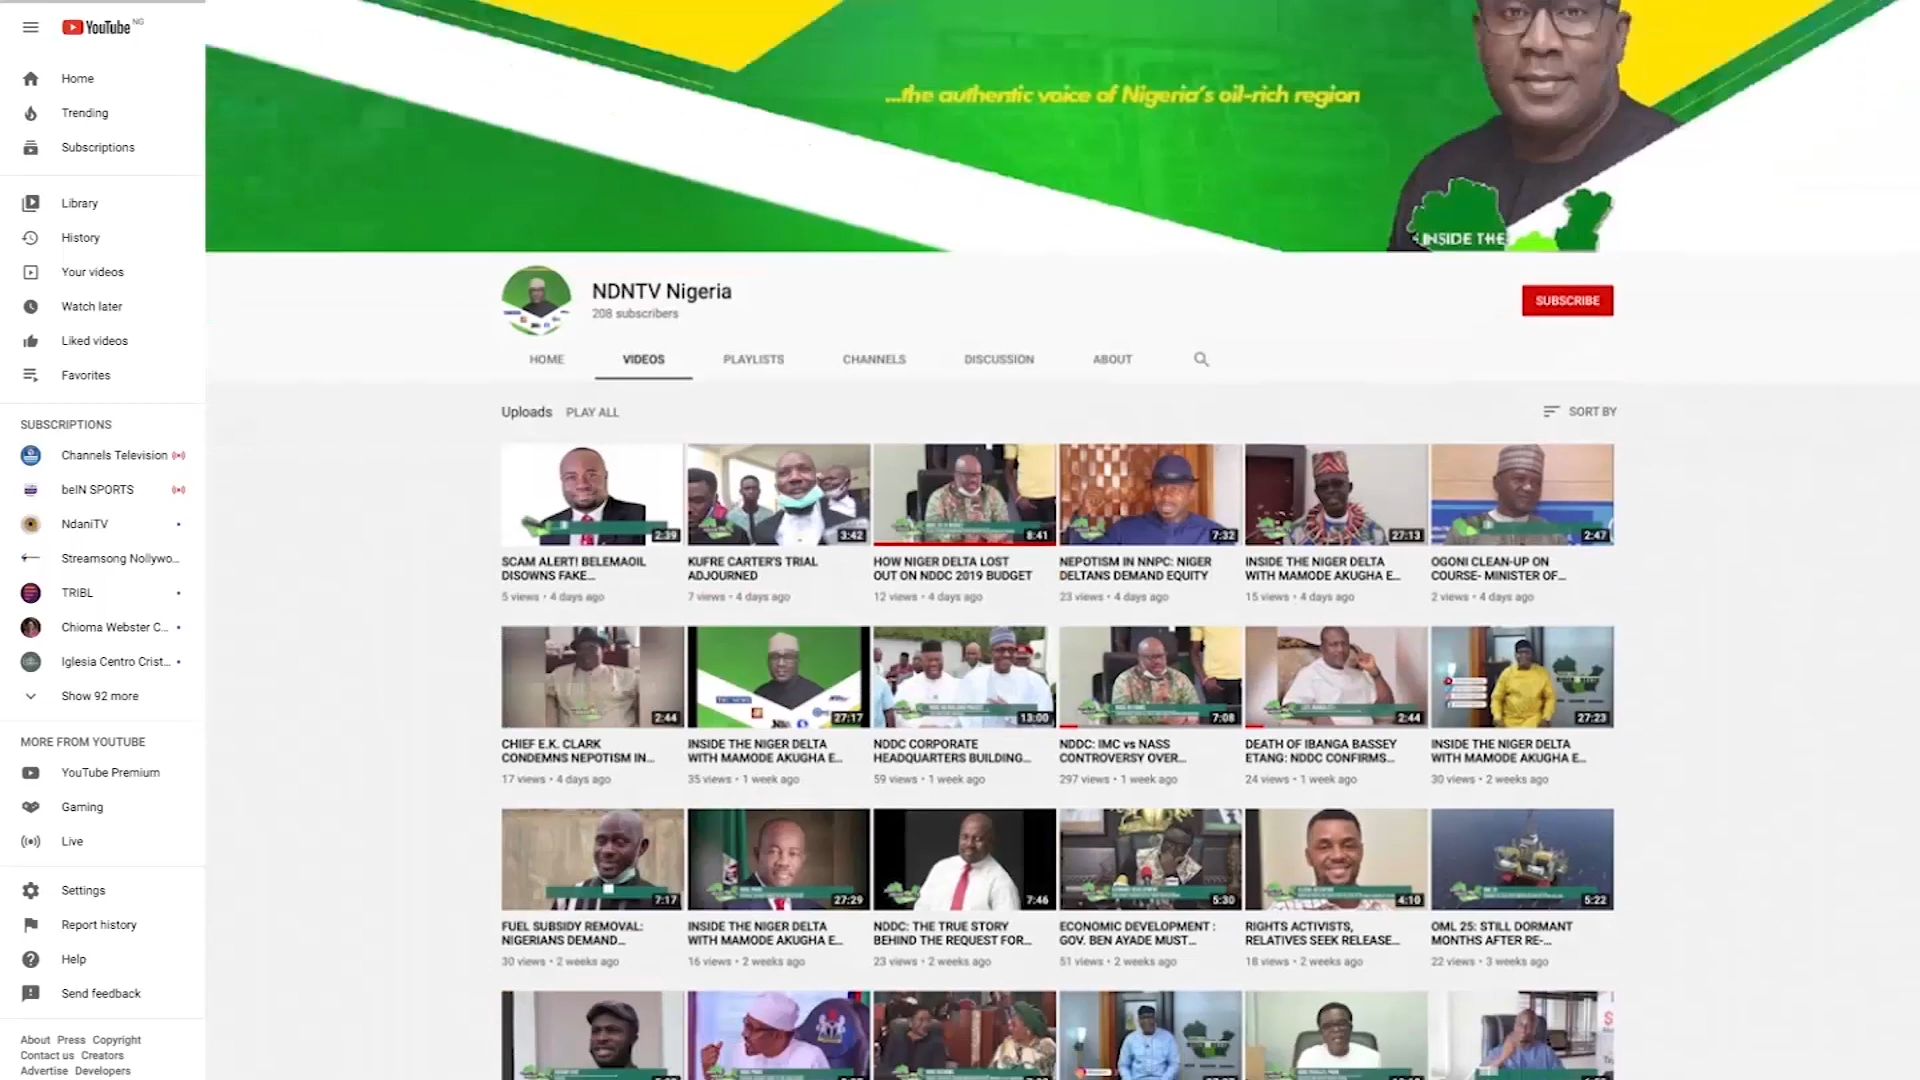 YouTube NG
Home
Trending
Subscriptions
Library
History
Your videos
Watch later
Liked videos
Favorites
SUBSCRIPTIONS
Channels Television
beIN SPORTS
NdaniTV
Streamsong Nollywo...
TRIBL
Chioma Webster C...
Iglesia Centro Crist...
Show 92 more
MORE FROM YOUTUBE
YouTube Premium
Gaming
Live
Settings
Report history
Help
Send feedback
About Press Copyright
Contact us Creators
Advertise Developers
...the authentic voice of Nigeria's oil-rich region
INSIDE THE
NDNTV Nigeria
208 subscribers
SUBSCRIBE
HOME VIDEOS PLAYLISTS CHANNELS DISCUSSION ABOUT
Uploads PLAY ALL SORT BY
2:39
SCAM ALERT! BELEMAOIL
DISOWNS FAKE...
5 views • 4 days ago
3:42
KUFRE CARTER'S TRIAL
ADJOURNED
7 views • 4 days ago
8:41
HOW NIGER DELTA LOST
OUT ON NDDC 2019 BUDGET
12 views • 4 days ago
7:32
NEPOTISM IN NNPC: NIGER
DELTANS DEMAND EQUITY
23 views • 4 days ago
27:13
INSIDE THE NIGER DELTA
WITH MAMODE AKUGHA E...
15 views • 4 days ago
2:47
OGONI CLEAN-UP ON
COURSE- MINISTER OF...
2 views • 4 days ago
2:44
CHIEF E.K. CLARK
CONDEMNS NEPOTISM IN...
17 views • 4 days ago
27:17
INSIDE THE NIGER DELTA
WITH MAMODE AKUGHA E...
35 views • 1 week ago
13:00
NDDC CORPORATE
HEADQUARTERS BUILDING...
59 views • 1 week ago
7:08
NDDC: IMC vs NASS
CONTROVERSY OVER...
297 views • 1 week ago
2:44
DEATH OF IBANGA BASSEY
ETANG: NDDC CONFIRMS...
24 views • 1 week ago
27:23
INSIDE THE NIGER DELTA
WITH MAMODE AKUGHA E...
30 views • 2 weeks ago
7:17
FUEL SUBSIDY REMOVAL:
NIGERIANS DEMAND...
30 views • 2 weeks ago
27:29
INSIDE THE NIGER DELTA
WITH MAMODE AKUGHA E...
16 views • 2 weeks ago
7:46
NDDC: THE TRUE STORY
BEHIND THE REQUEST FOR...
23 views • 2 weeks ago
5:30
ECONOMIC DEVELOPMENT :
GOV. BEN AYADE MUST...
51 views • 2 weeks ago
4:10
RIGHTS ACTIVISTS,
RELATIVES SEEK RELEASE...
18 views • 2 weeks ago
5:22
OML 25: STILL DORMANT
MONTHS AFTER RE-...
22 views • 3 weeks ago